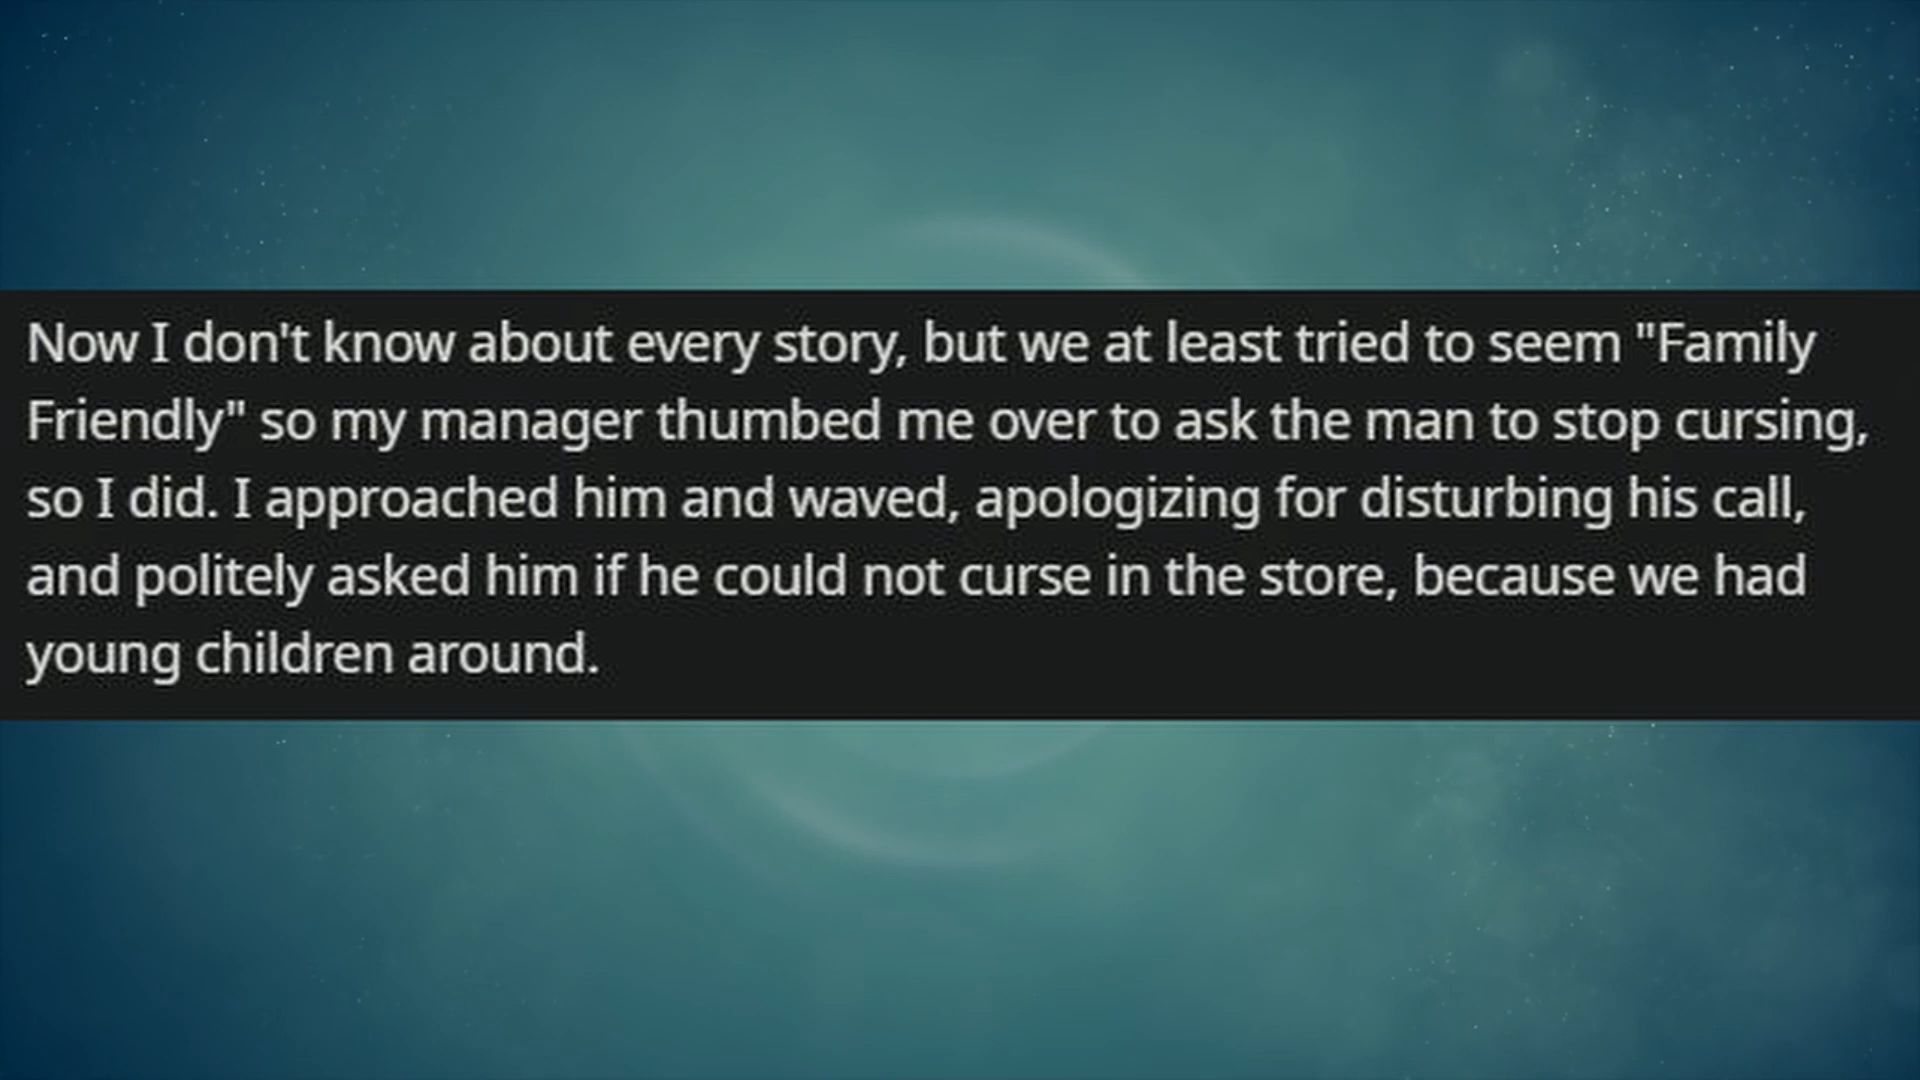 Now I don't know about every story, but we at least tried to seem "Family
Friendly" so my manager thumbed me over to ask the man to stop cursing,
so I did. I approached him and waved, apologizing for disturbing his call,
and politely asked him if he could not curse in the store, because we had
young children around.